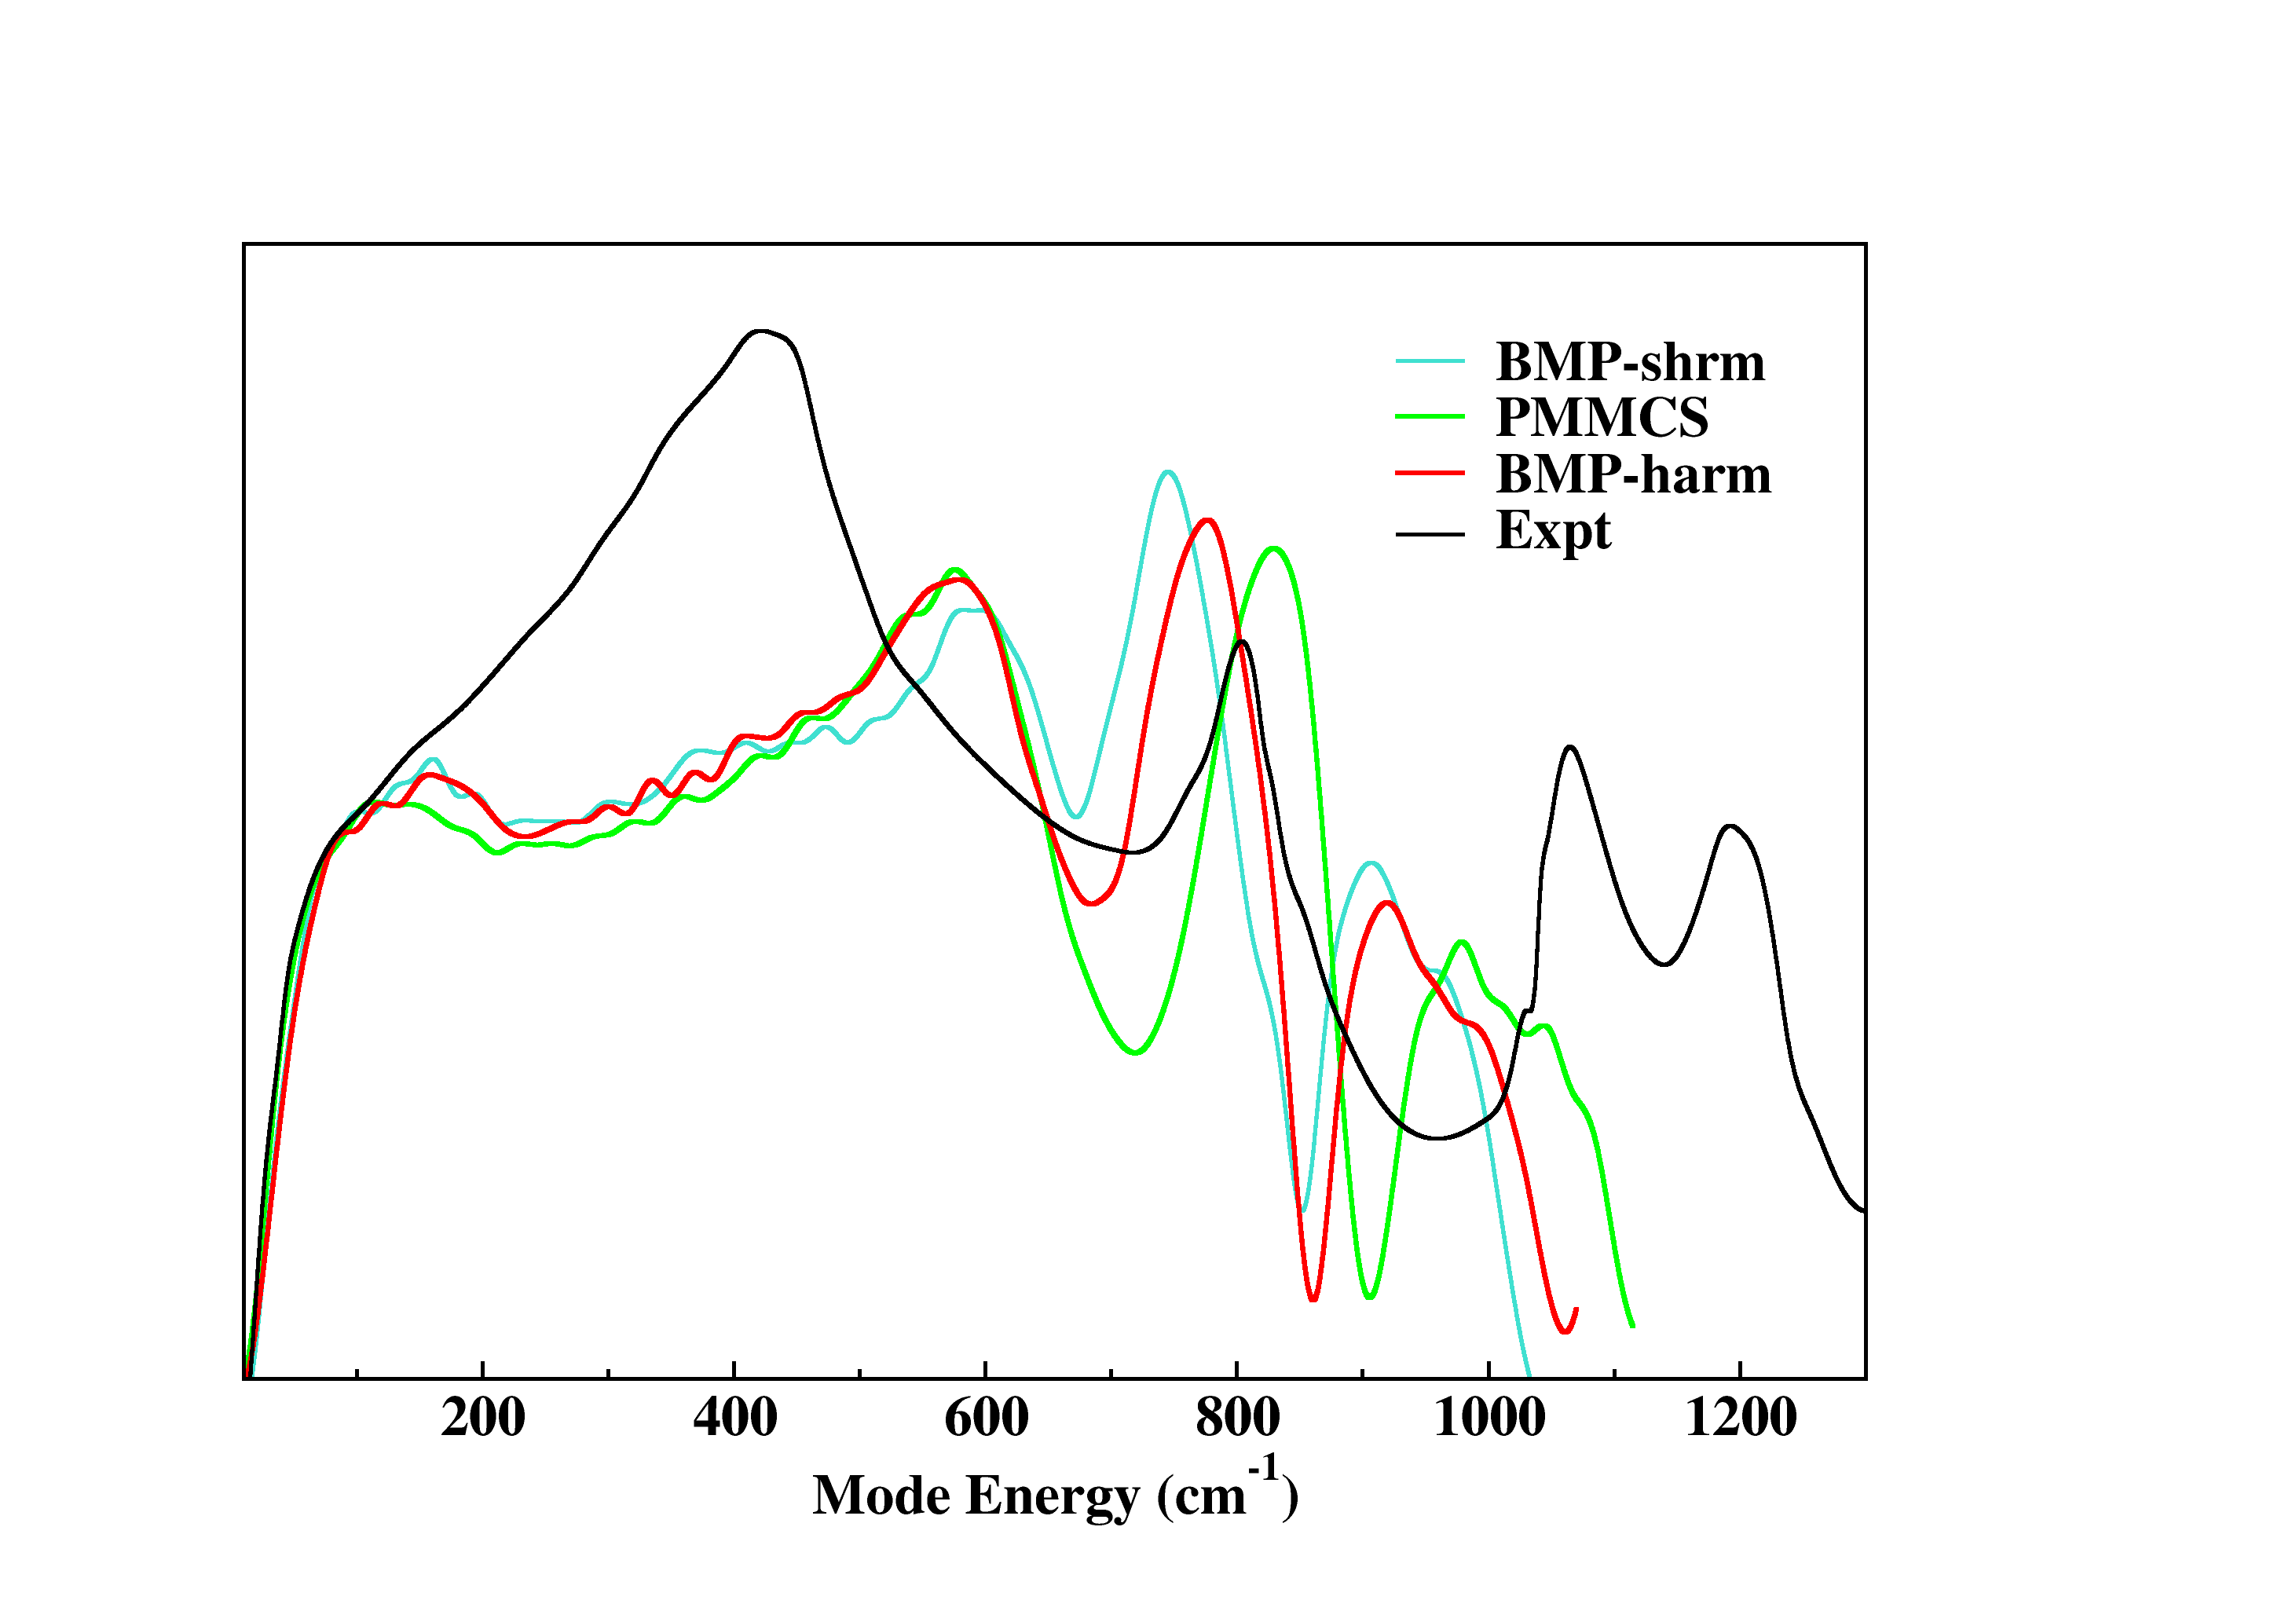 BMP-shrm
PMMCS
BMP-harm
Expt
200 400 600 800 1000 1200
Mode Energy (cm-1)